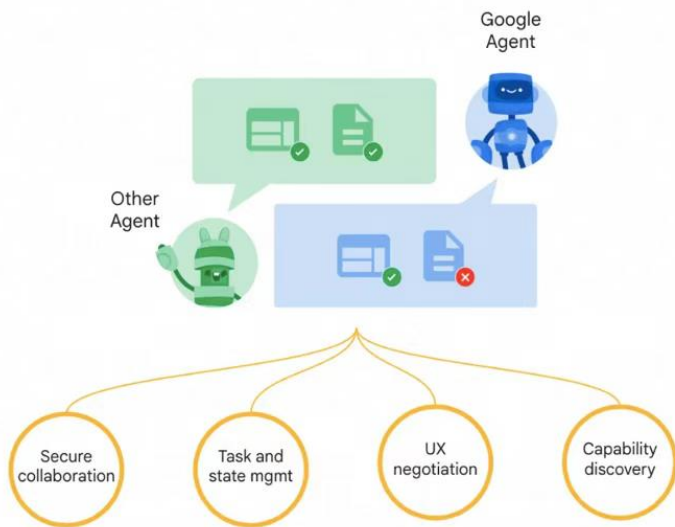 Google
Agent
Other
Agent
Secure
collaboration
Task and
state mgmt
UX
negotiation
Capability
discovery